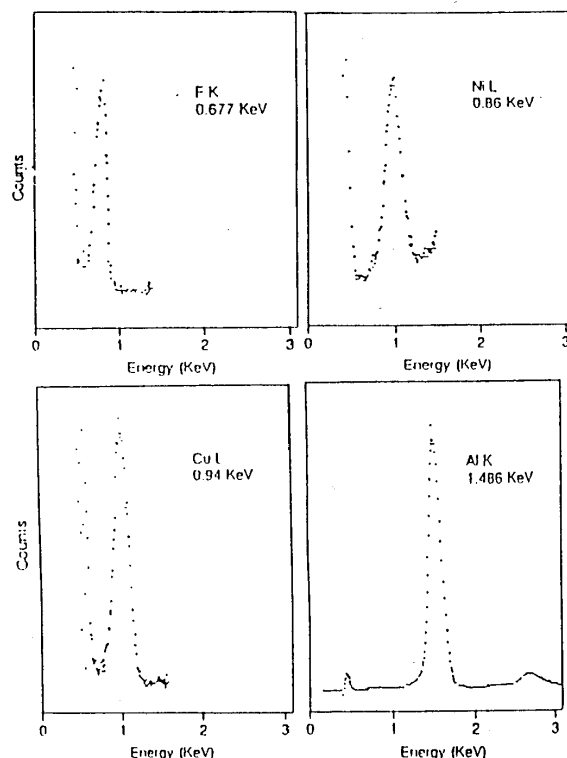 F K
0.677 KeV
Counts
0
1
2
3
Energy (KeV)
Ni L
0.86 KeV
0
1
2
3
Energy (KeV)
Cu L
0.94 KeV
Counts
0
1
2
3
Energy (KeV)
Al K
1.486 KeV
0
1
2
3
Energy (KeV)